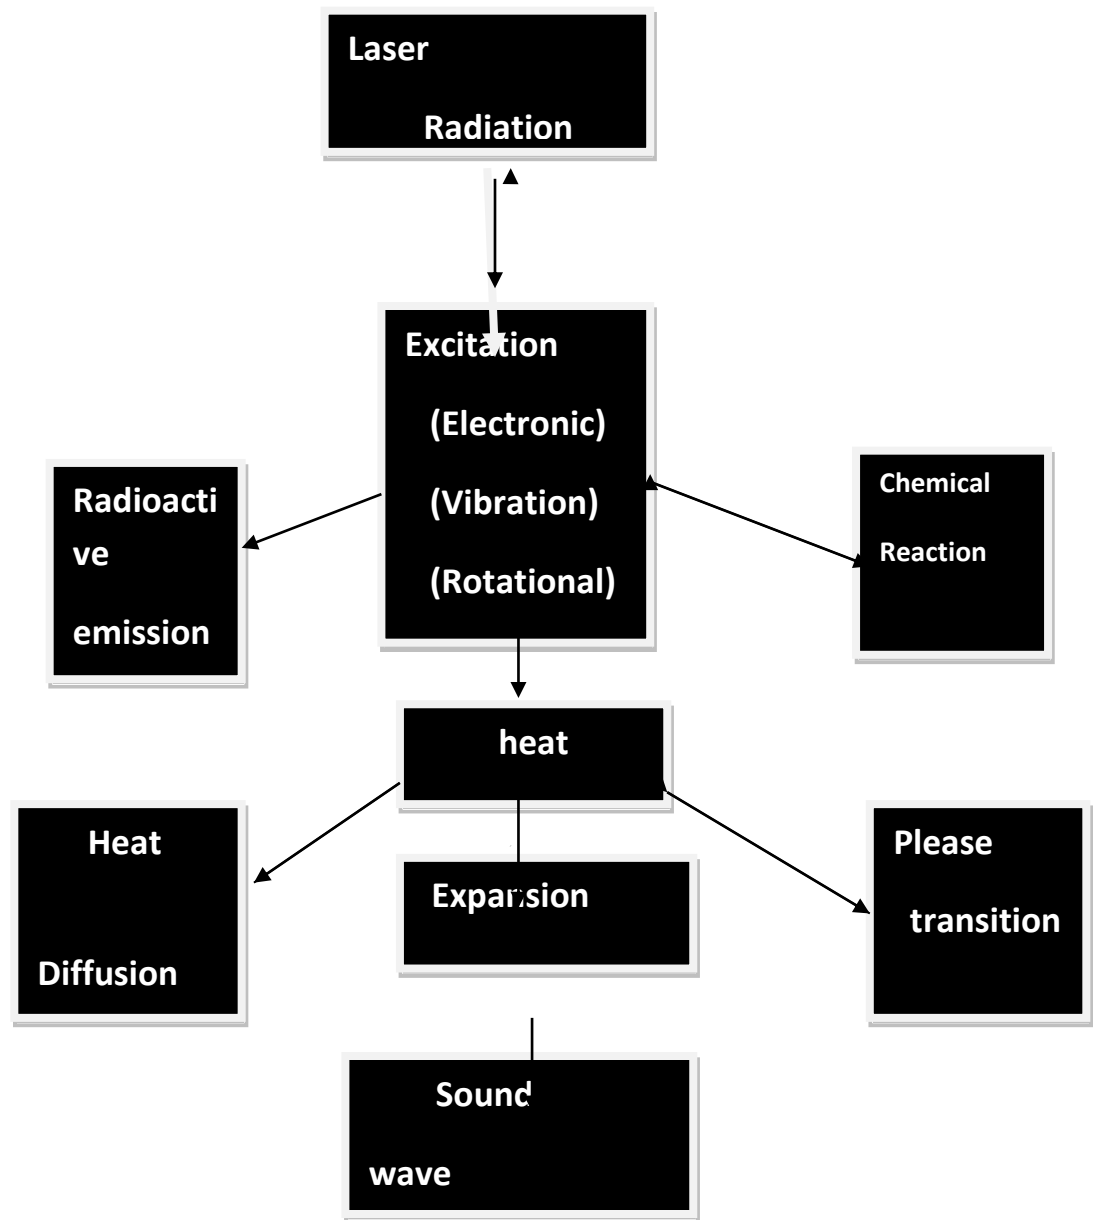 Laser
Radiation
Excitation
(Electronic)
(Vibration)
(Rotational)
Radioacti
ve
emission
Chemical
Reaction
heat
Heat
Diffusion
Expansion
Please
transition
Sound
wave